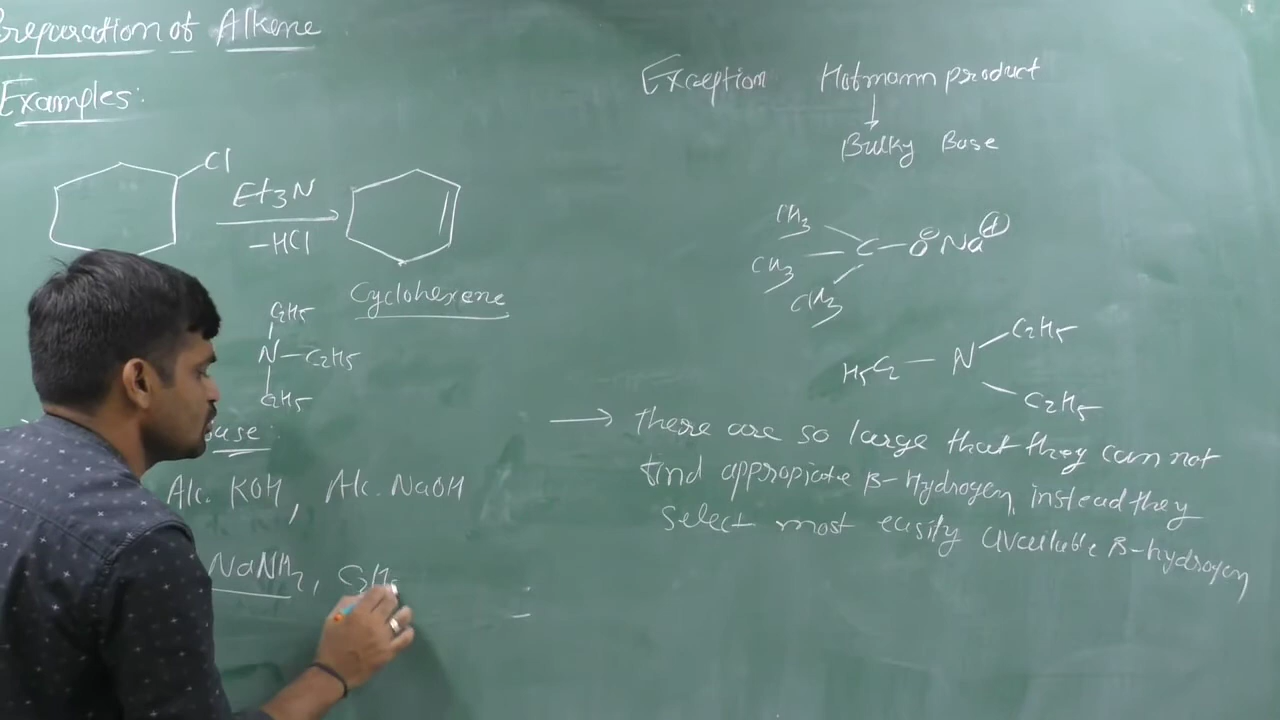 Preparation of Alkene
Examples:
Cl
Et3N
-HCl
Cyclohexene
C2H5
N-C2H5
C2H5
Base:
Alc. KOH, Alc. NaOH
NaNH2, C2H5
Exception Hofmann product
↓
Bulky Base
CH3
CH3 C-O⊖ Na⊕
CH3
C2H5
H5C2 - N
C2H5
→ there are so large that they can not
find appropicate β-Hydrogen, instead they
select most easily available β-hydrogen